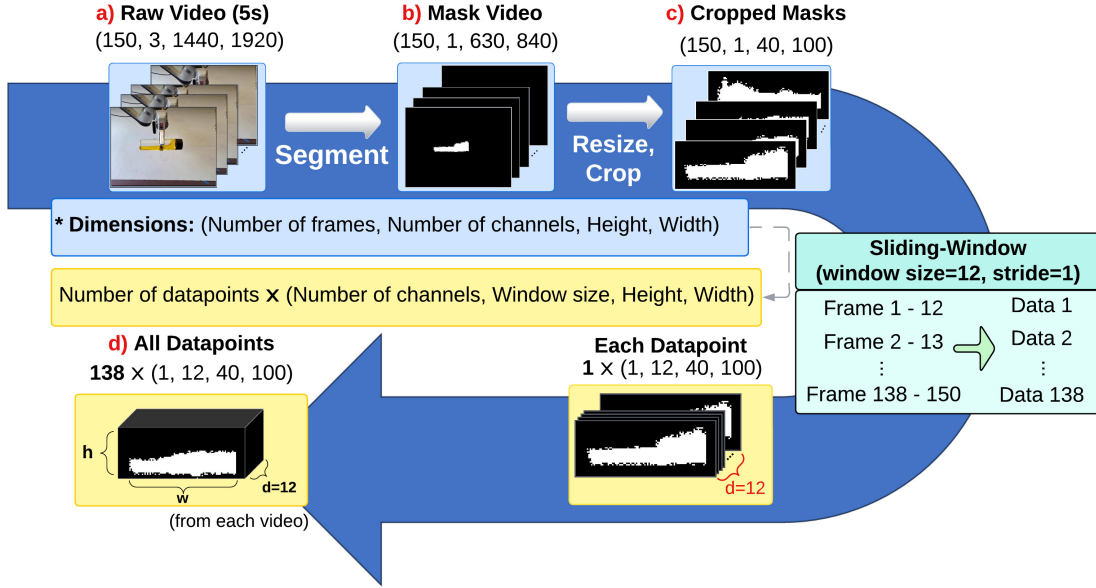 a) Raw Video (5s)
(150, 3, 1440, 1920)
b) Mask Video
(150, 1, 630, 840)
c) Cropped Masks
(150, 1, 40, 100)
Segment
Resize,
Crop
* Dimensions: (Number of frames, Number of channels, Height, Width)
Sliding-Window
(window size=12, stride=1)
Frame 1 - 12
Data 1
Frame 2 - 13
Data 2
⋮
⋮
Frame 138 - 150
Data 138
Number of datapoints x (Number of channels, Window size, Height, Width)
d) All Datapoints
138 x (1, 12, 40, 100)
h
w
d=12
(from each video)
Each Datapoint
1 x (1, 12, 40, 100)
d=12